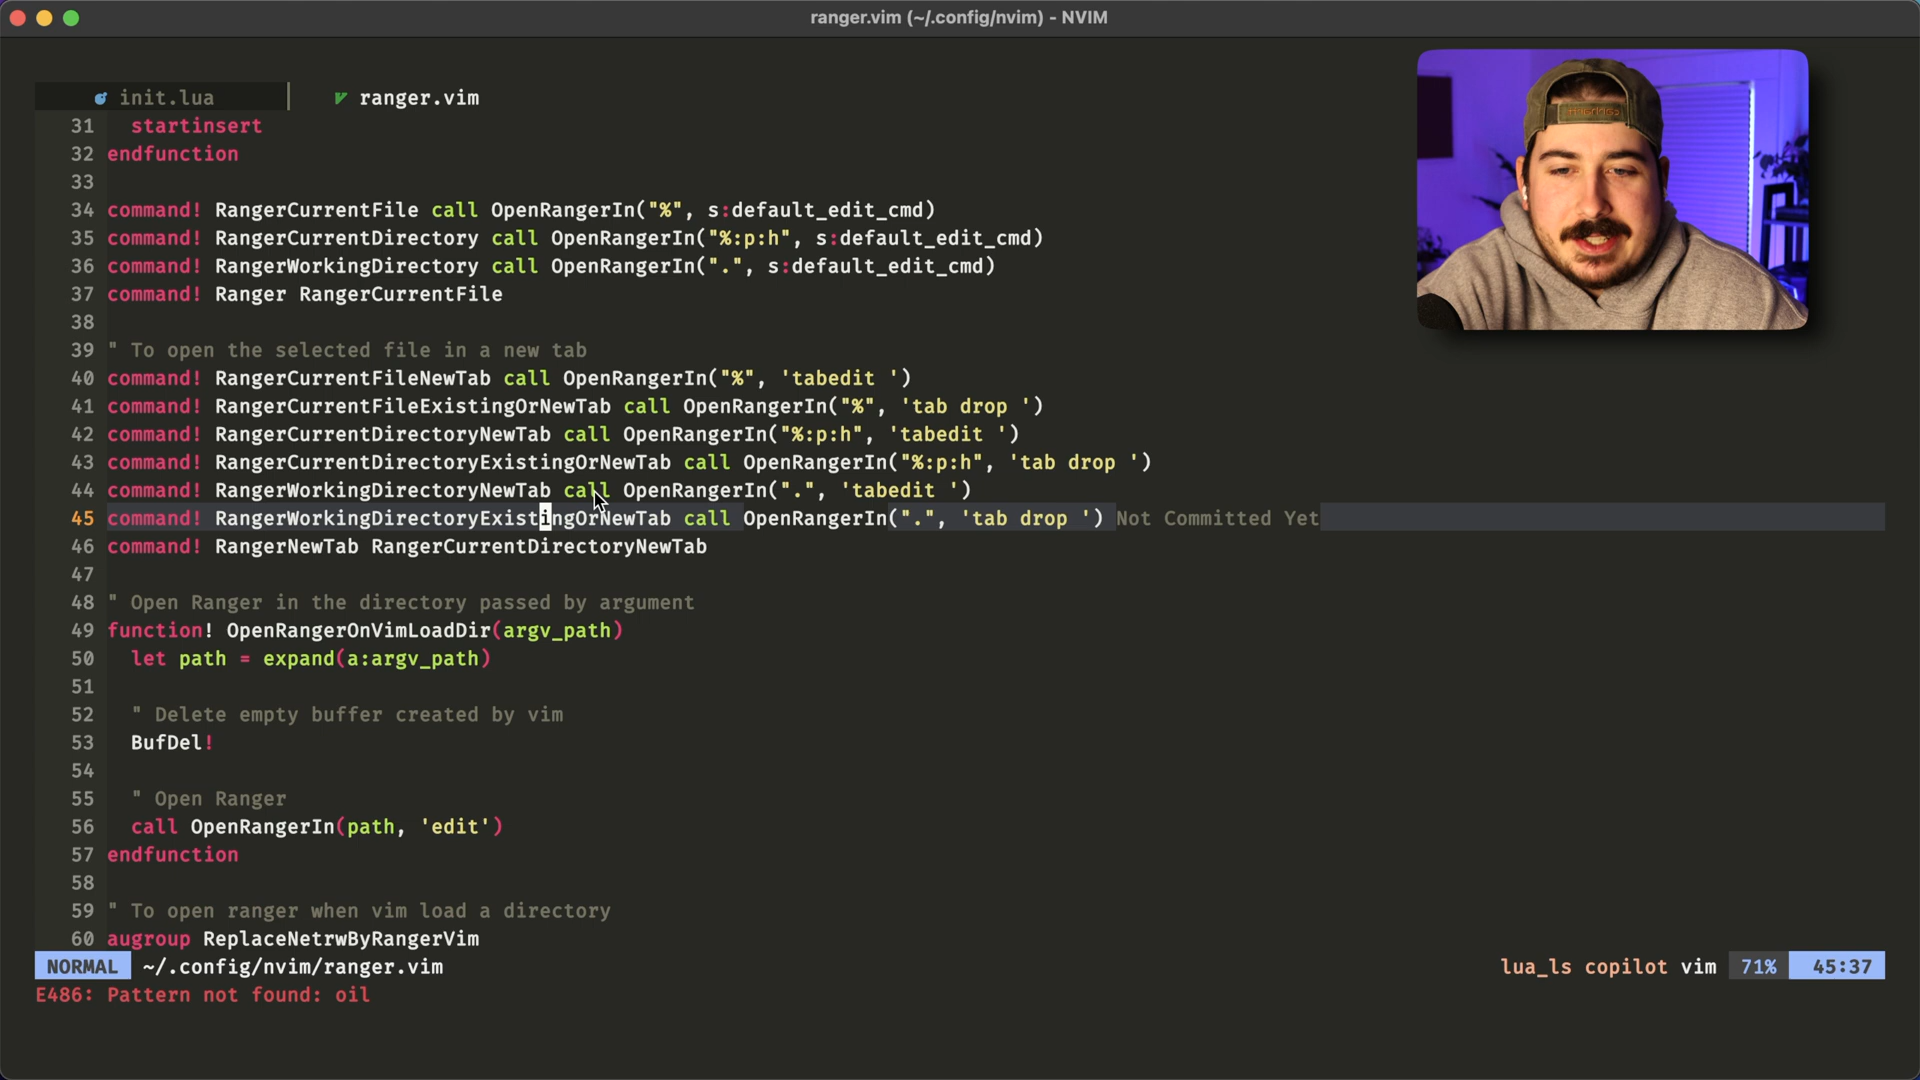 ranger.vim (~/.config/nvim) - NVIM
init.lua ranger.vim
31 startinsert
32 endfunction
33
34 command! RangerCurrentFile call OpenRangerIn("%", s:default_edit_cmd)
35 command! RangerCurrentDirectory call OpenRangerIn("%:p:h", s:default_edit_cmd)
36 command! RangerWorkingDirectory call OpenRangerIn(".", s:default_edit_cmd)
37 command! Ranger RangerCurrentFile
38
39 " To open the selected file in a new tab
40 command! RangerCurrentFileNewTab call OpenRangerIn("%", 'tabedit ')
41 command! RangerCurrentFileExistingOrNewTab call OpenRangerIn("%", 'tab drop ')
42 command! RangerCurrentDirectoryNewTab call OpenRangerIn("%:p:h", 'tabedit ')
43 command! RangerCurrentDirectoryExistingOrNewTab call OpenRangerIn("%:p:h", 'tab drop ')
44 command! RangerWorkingDirectoryNewTab call OpenRangerIn(".", 'tabedit ')
45 command! RangerWorkingDirectoryExistingOrNewTab call OpenRangerIn(".", 'tab drop ') Not Committed Yet
46 command! RangerNewTab RangerCurrentDirectoryNewTab
47
48 " Open Ranger in the directory passed by argument
49 function! OpenRangerOnVimLoadDir(argv_path)
50 let path = expand(a:argv_path)
51
52 " Delete empty buffer created by vim
53 BufDel!
54
55 " Open Ranger
56 call OpenRangerIn(path, 'edit')
57 endfunction
58
59 " To open ranger when vim load a directory
60 augroup ReplaceNetrwByRangerVim
NORMAL ~/.config/nvim/ranger.vim lua_ls copilot vim 71% 45:37
E486: Pattern not found: oil